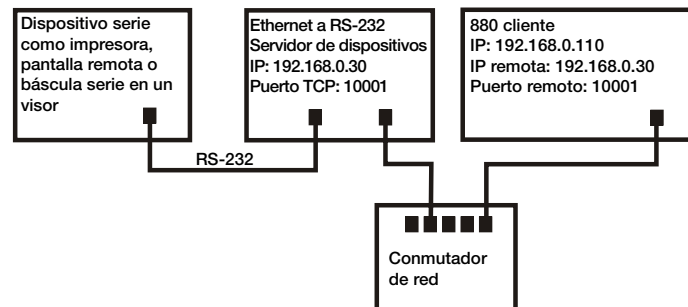 Dispositivo serie
como impresora,
pantalla remota o
báscula serie en un
visor
Ethernet a RS-232
Servidor de dispositivos
IP: 192.168.0.30
Puerto TCP: 10001
880 cliente
IP: 192.168.0.110
IP remota: 192.168.0.30
Puerto remoto: 10001
RS-232
Conmutador
de red